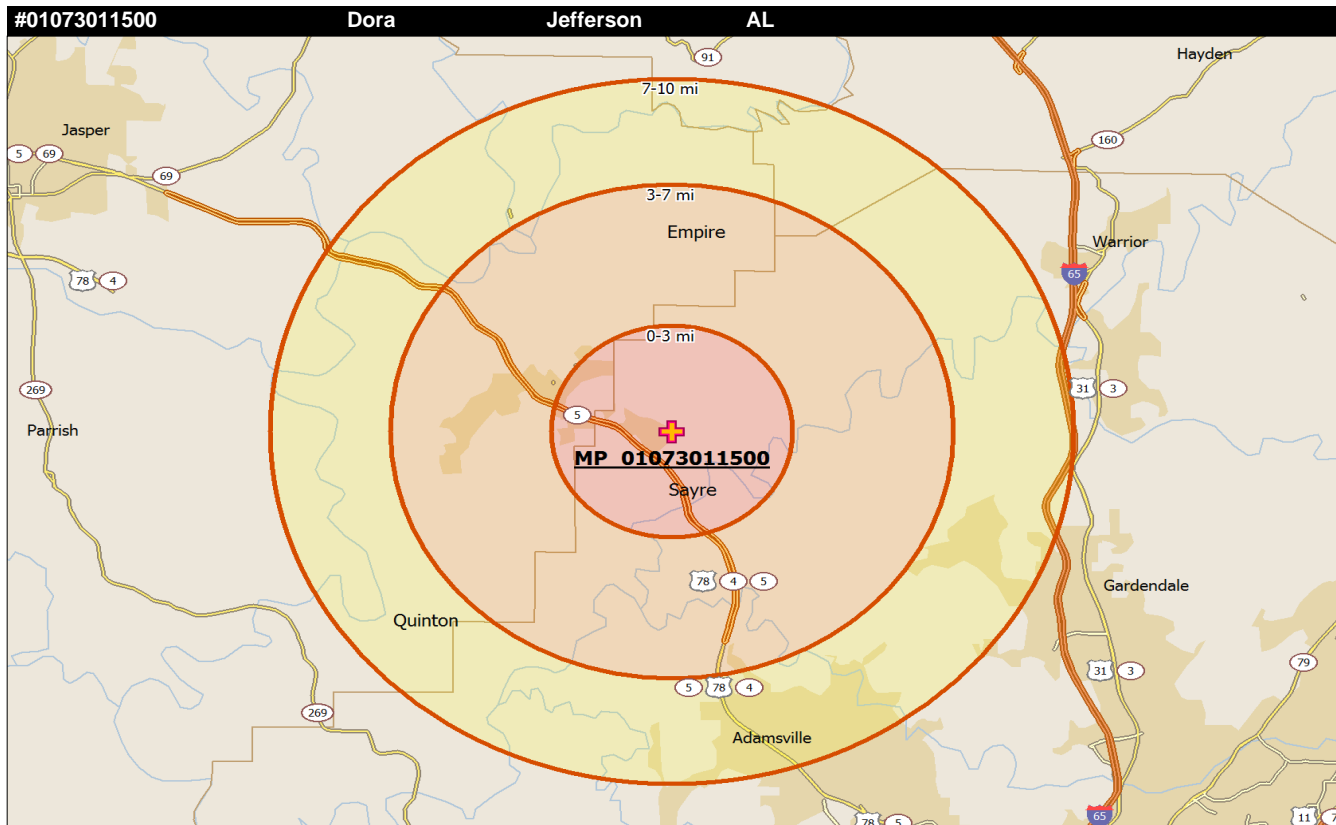 #01073011500 Dora Jefferson AL
91
Hayden
7-10 mi
Jasper
5 69
160
69
3-7 mi
Empire
Warrior
78 4
65
0-3 mi
269
31 3
5
Parrish
MP 01073011500
Sayre
78 4 5
Gardendale
Quinton
79
31 3
5 78 4
269
Adamsville
65
78 5
11 7